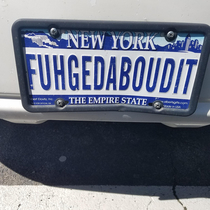 NEW YORK
FUHGEDABOUDIT
THE EMPIRE STATE